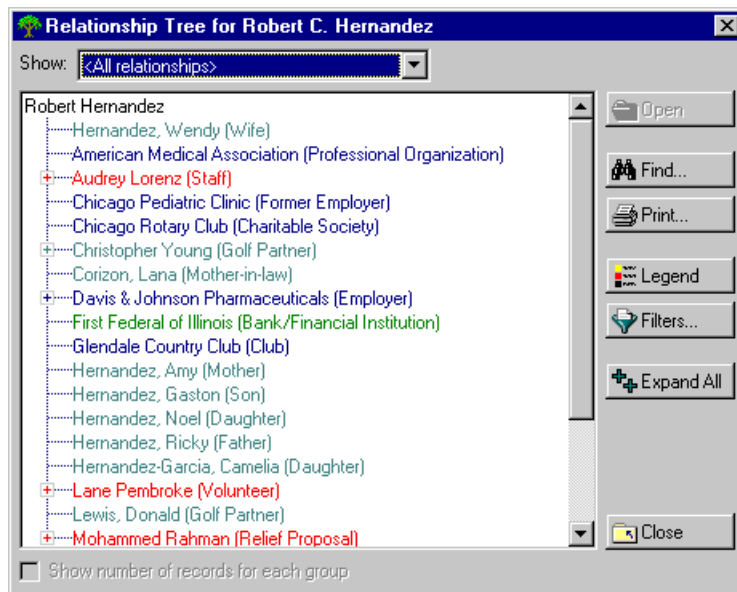 Relationship Tree for Robert C. Hernandez
Show: <All relationships>
Robert Hernandez
Hernandez, Wendy (Wife)
American Medical Association (Professional Organization)
Audrey Lorenz (Staff)
Chicago Pediatric Clinic (Former Employer)
Chicago Rotary Club (Charitable Society)
Christopher Young (Golf Partner)
Corizon, Lana (Mother-in-law)
Davis & Johnson Pharmaceuticals (Employer)
First Federal of Illinois (Bank/Financial Institution)
Glendale Country Club (Club)
Hernandez, Amy (Mother)
Hernandez, Gaston (Son)
Hernandez, Noel (Daughter)
Hernandez, Ricky (Father)
Hernandez-Garcia, Camelia (Daughter)
Lane Pembroke (Volunteer)
Lewis, Donald (Golf Partner)
Mohammed Rahman (Relief Proposal)
Open
Find...
Print...
Legend
Filters...
Expand All
Close
Show number of records for each group